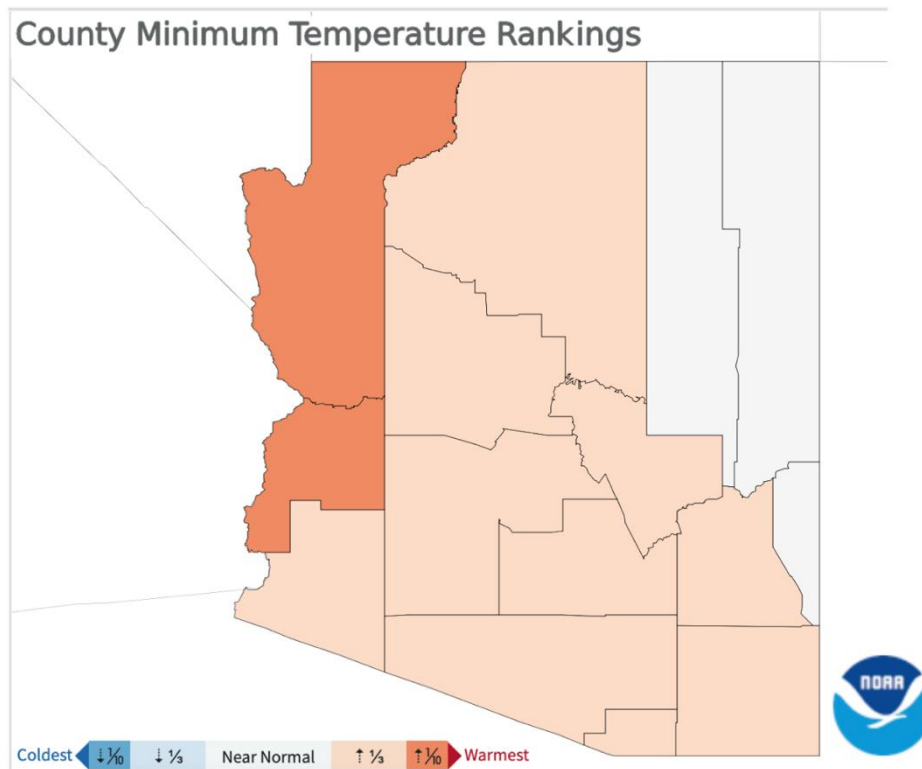 County Minimum Temperature Rankings
NOAA
Coldest ↓ 1/10 ↓ 1/3 Near Normal ↑ 1/3 ↑ 1/10 Warmest